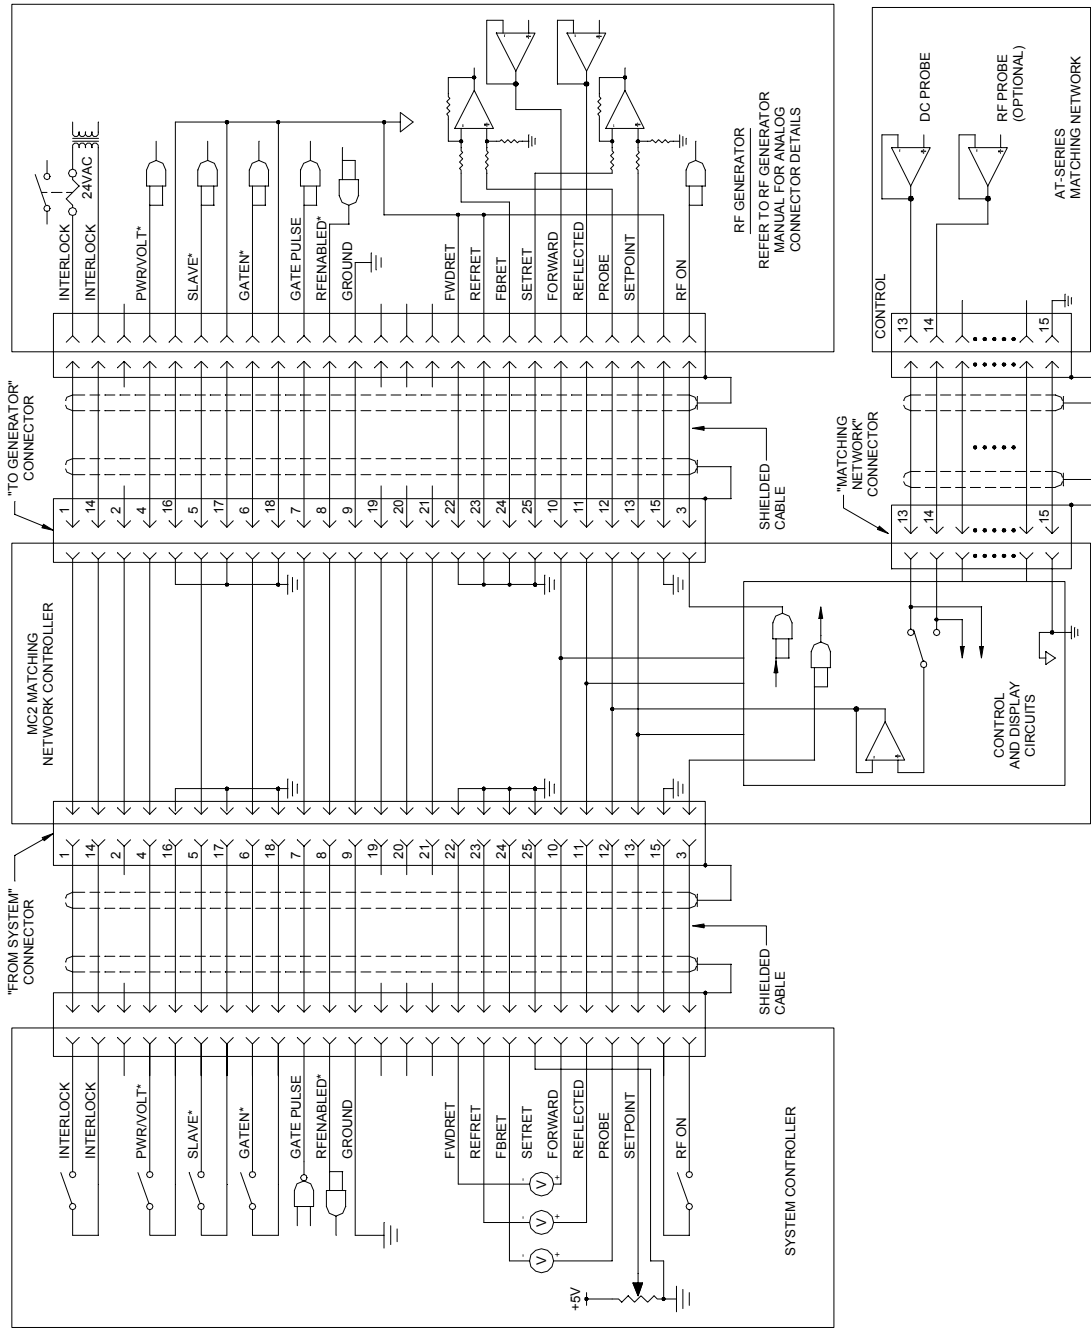 INTERLOCK
INTERLOCK
24VAC
PWR/VOLT*
SLAVE*
GATEN*
GATE PULSE
RFENABLED*
GROUND
FWDRET
REFRET
FBRET
SETRET
FORWARD
REFLECTED
PROBE
SETPOINT
RF ON
RF GENERATOR
REFER TO RF GENERATOR
MANUAL FOR ANALOG
CONNECTOR DETAILS
DC PROBE
RF PROBE
(OPTIONAL)
AT-SERIES
MATCHING NETWORK
CONTROL
13
14
15
"TO GENERATOR"
CONNECTOR
1
14
2
4
16
5
17
6
18
7
8
9
19
20
21
22
23
24
25
10
11
12
13
15
3
SHIELDED
CABLE
"MATCHING
NETWORK"
CONNECTOR
13
14
15
MC2 MATCHING
NETWORK CONTROLLER
CONTROL
AND DISPLAY
CIRCUITS
"FROM SYSTEM"
CONNECTOR
1
14
2
4
16
5
17
6
18
7
8
9
19
20
21
22
23
24
25
10
11
12
13
15
3
SHIELDED
CABLE
INTERLOCK
INTERLOCK
PWR/VOLT*
SLAVE*
GATEN*
GATE PULSE
RFENABLED*
GROUND
FWDRET
REFRET
FBRET
SETRET
FORWARD
REFLECTED
PROBE
SETPOINT
RF ON
V
V
V
+5V
SYSTEM CONTROLLER